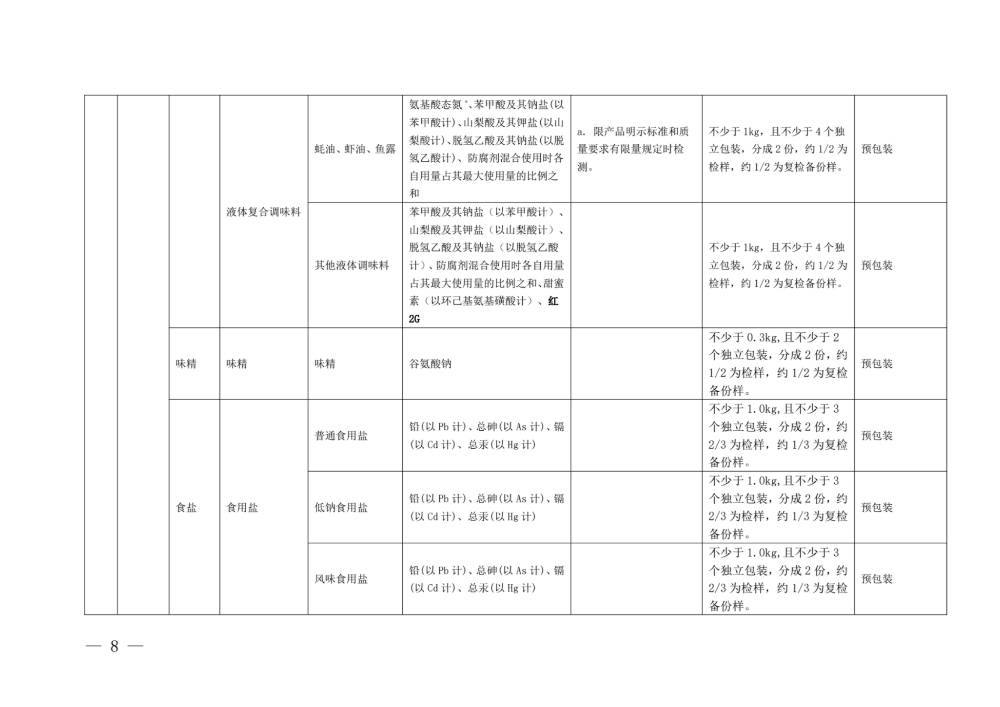 液体复合调味料
蚝油、虾油、鱼露
氨基酸态氮ᵃ、苯甲酸及其钠盐(以
苯甲酸计)、山梨酸及其钾盐(以山
梨酸计)、脱氢乙酸及其钠盐(以脱
氢乙酸计)、防腐剂混合使用时各
自用量占其最大使用量的比例之
和
a. 限产品明示标准和质
量要求有限量规定时检
测。
不少于 1kg，且不少于 4 个独
立包装，分成 2 份，约 1/2 为
检样，约 1/2 为复检备份样。
预包装
其他液体调味料
苯甲酸及其钠盐（以苯甲酸计）、
山梨酸及其钾盐（以山梨酸计）、
脱氢乙酸及其钠盐（以脱氢乙酸
计）、防腐剂混合使用时各自用量
占其最大使用量的比例之和、甜蜜
素（以环己基氨基磺酸计）、红
2G
不少于 1kg，且不少于 4 个独
立包装，分成 2 份，约 1/2 为
检样，约 1/2 为复检备份样。
预包装
味精
味精
味精
谷氨酸钠
不少于 0.3kg,且不少于 2
个独立包装，分成 2 份，约
1/2 为检样，约 1/2 为复检
备份样。
预包装
食盐
食用盐
普通食用盐
铅(以 Pb 计)、总砷(以 As 计)、镉
(以 Cd 计)、总汞(以 Hg 计)
不少于 1.0kg,且不少于 3
个独立包装，分成 2 份，约
2/3 为检样，约 1/3 为复检
备份样。
预包装
低钠食用盐
铅(以 Pb 计)、总砷(以 As 计)、镉
(以 Cd 计)、总汞(以 Hg 计)
不少于 1.0kg,且不少于 3
个独立包装，分成 2 份，约
2/3 为检样，约 1/3 为复检
备份样。
预包装
风味食用盐
铅(以 Pb 计)、总砷(以 As 计)、镉
(以 Cd 计)、总汞(以 Hg 计)
不少于 1.0kg,且不少于 3
个独立包装，分成 2 份，约
2/3 为检样，约 1/3 为复检
备份样。
预包装
— 8 —